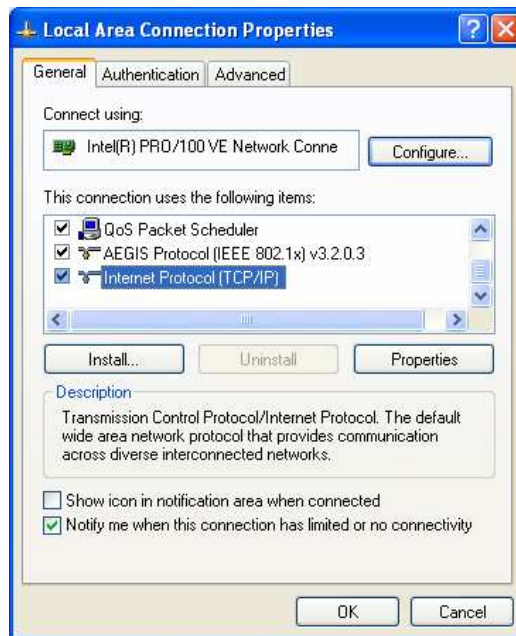 Local Area Connection Properties
General Authentication Advanced
Connect using:
Intel(R) PRO/100 VE Network Conne
Configure...
This connection uses the following items:
QoS Packet Scheduler
AEGIS Protocol (IEEE 802.1x) v3.2.0.3
Internet Protocol (TCP/IP)
Install... Uninstall Properties
Description
Transmission Control Protocol/Internet Protocol. The default
wide area network protocol that provides communication
across diverse interconnected networks.
Show icon in notification area when connected
Notify me when this connection has limited or no connectivity
OK Cancel